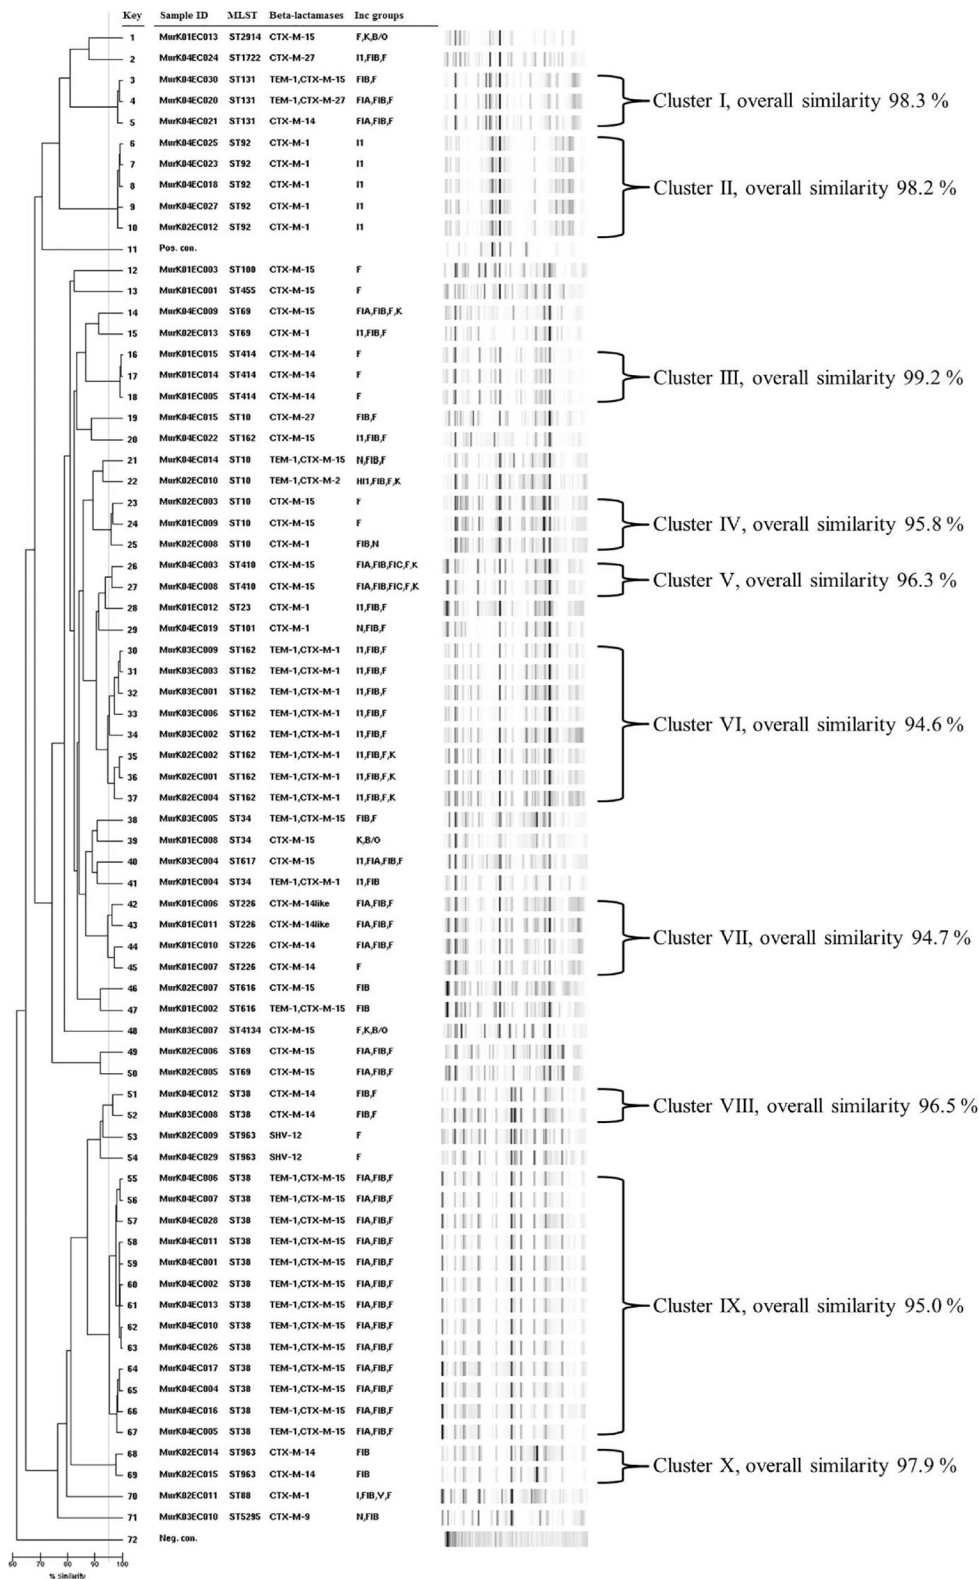 Key Sample ID MLST Beta-lactamases Inc groups
1 MurK01EC013 ST2914 CTX-M-15 F,K,B/O
2 MurK04EC024 ST1722 CTX-M-27 I1,FIB,F
3 MurK04EC030 ST131 TEM-1,CTX-M-15 FIB,F
4 MurK04EC020 ST131 TEM-1,CTX-M-27 FIA,FIB,F
Cluster I, overall similarity 98.3 %
5 MurK04EC021 ST131 CTX-M-14 FIA,FIB,F
6 MurK04EC025 ST92 CTX-M-1 I1
7 MurK04EC023 ST92 CTX-M-1 I1
8 MurK04EC018 ST92 CTX-M-1 I1
Cluster II, overall similarity 98.2 %
9 MurK04EC027 ST92 CTX-M-1 I1
10 MurK02EC012 ST92 CTX-M-1 I1
11 Pos. con.
12 MurK01EC003 ST100 CTX-M-15 F
13 MurK01EC001 ST455 CTX-M-15 F
14 MurK04EC009 ST69 CTX-M-15 FIA,FIB,F,K
15 MurK02EC013 ST69 CTX-M-1 I1,FIB,F
16 MurK01EC015 ST414 CTX-M-14 F
17 MurK01EC014 ST414 CTX-M-14 F
Cluster III, overall similarity 99.2 %
18 MurK01EC005 ST414 CTX-M-14 F
19 MurK04EC015 ST10 CTX-M-27 FIB,F
20 MurK04EC022 ST162 CTX-M-15 I1,FIB,F
21 MurK04EC014 ST10 TEM-1,CTX-M-15 N,FIB,F
22 MurK02EC010 ST10 TEM-1,CTX-M-2 HI1,FIB,F,K
23 MurK02EC003 ST10 CTX-M-15 F
24 MurK01EC009 ST10 CTX-M-15 F
Cluster IV, overall similarity 95.8 %
25 MurK02EC008 ST10 CTX-M-1 FIB,N
26 MurK04EC003 ST410 CTX-M-15 FIA,FIB,FIC,F,K
Cluster V, overall similarity 96.3 %
27 MurK04EC008 ST410 CTX-M-15 FIA,FIB,FIC,F,K
28 MurK01EC012 ST23 CTX-M-1 I1,FIB,F
29 MurK04EC019 ST101 CTX-M-1 N,FIB,F
30 MurK03EC009 ST162 TEM-1,CTX-M-1 I1,FIB,F
31 MurK03EC003 ST162 TEM-1,CTX-M-1 I1,FIB,F
32 MurK03EC001 ST162 TEM-1,CTX-M-1 I1,FIB,F
33 MurK03EC006 ST162 TEM-1,CTX-M-1 I1,FIB,F
Cluster VI, overall similarity 94.6 %
34 MurK03EC002 ST162 TEM-1,CTX-M-1 I1,FIB,F
35 MurK02EC002 ST162 TEM-1,CTX-M-1 I1,FIB,F,K
36 MurK02EC001 ST162 TEM-1,CTX-M-1 I1,FIB,F,K
37 MurK02EC004 ST162 TEM-1,CTX-M-1 I1,FIB,F,K
38 MurK03EC005 ST34 TEM-1,CTX-M-15 FIB,F
39 MurK01EC008 ST34 CTX-M-15 K,B/O
40 MurK03EC004 ST617 CTX-M-15 I1,FIA,FIB,F
41 MurK01EC004 ST34 TEM-1,CTX-M-1 I1,FIB
42 MurK01EC006 ST226 CTX-M-14like FIA,FIB,F
43 MurK01EC011 ST226 CTX-M-14like FIA,FIB,F
Cluster VII, overall similarity 94.7 %
44 MurK01EC010 ST226 CTX-M-14 FIA,FIB,F
45 MurK01EC007 ST226 CTX-M-14 F
46 MurK02EC007 ST616 CTX-M-15 FIB
47 MurK01EC002 ST616 TEM-1,CTX-M-15 FIB
48 MurK03EC007 ST4134 CTX-M-15 F,K,B/O
49 MurK02EC006 ST69 CTX-M-15 FIA,FIB,F
50 MurK02EC005 ST69 CTX-M-15 FIA,FIB,F
51 MurK04EC012 ST38 CTX-M-14 FIB,F
Cluster VIII, overall similarity 96.5 %
52 MurK03EC008 ST38 CTX-M-14 FIB,F
53 MurK02EC009 ST963 SHV-12 F
54 MurK04EC029 ST963 SHV-12 F
55 MurK04EC006 ST38 TEM-1,CTX-M-15 FIA,FIB,F
56 MurK04EC007 ST38 TEM-1,CTX-M-15 FIA,FIB,F
57 MurK04EC028 ST38 TEM-1,CTX-M-15 FIA,FIB,F
58 MurK04EC011 ST38 TEM-1,CTX-M-15 FIA,FIB,F
59 MurK04EC001 ST38 TEM-1,CTX-M-15 FIA,FIB,F
60 MurK04EC002 ST38 TEM-1,CTX-M-15 FIA,FIB,F
61 MurK04EC013 ST38 TEM-1,CTX-M-15 FIA,FIB,F
Cluster IX, overall similarity 95.0 %
62 MurK04EC010 ST38 TEM-1,CTX-M-15 FIA,FIB,F
63 MurK04EC026 ST38 TEM-1,CTX-M-15 FIA,FIB,F
64 MurK04EC017 ST38 TEM-1,CTX-M-15 FIA,FIB,F
65 MurK04EC004 ST38 TEM-1,CTX-M-15 FIA,FIB,F
66 MurK04EC016 ST38 TEM-1,CTX-M-15 FIA,FIB,F
67 MurK04EC005 ST38 TEM-1,CTX-M-15 FIA,FIB,F
68 MurK02EC014 ST963 CTX-M-14 FIB
Cluster X, overall similarity 97.9 %
69 MurK02EC015 ST963 CTX-M-14 FIB
70 MurK02EC011 ST88 CTX-M-1 I,FIB,V,F
71 MurK03EC010 ST5295 CTX-M-9 N,FIB
72 Neg. con.
60 70 80 90 100
% Similarity